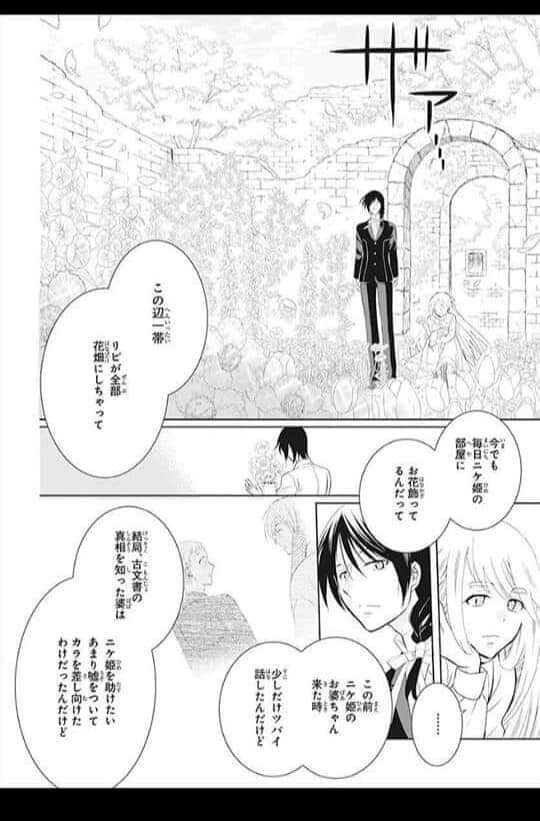 ザァ…
この辺一帯
リビが全部
花畑にしちゃって
今でも
毎日ニケ姫の
部屋に
お花飾って
るんだって
……
この前
ニケ姫の
お婆ちゃん
来た時
少しだけツバイ
話したんだけど
結局、古文書の
真相を知った婆は
ニケ姫を助けたい
あまり嘘をついて
カラを差し向けた
わけだったんだけど